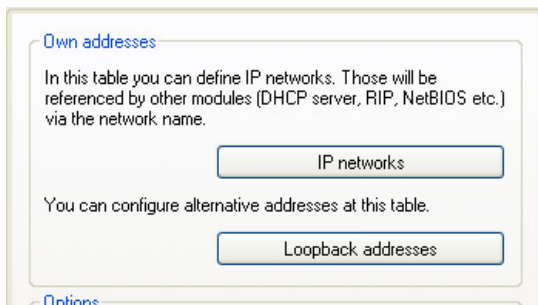 Own addresses
In this table you can define IP networks. Those will be
referenced by other modules (DHCP server, RIP, NetBIOS etc.)
via the network name.
IP networks
You can configure alternative addresses at this table.
Loopback addresses
Options